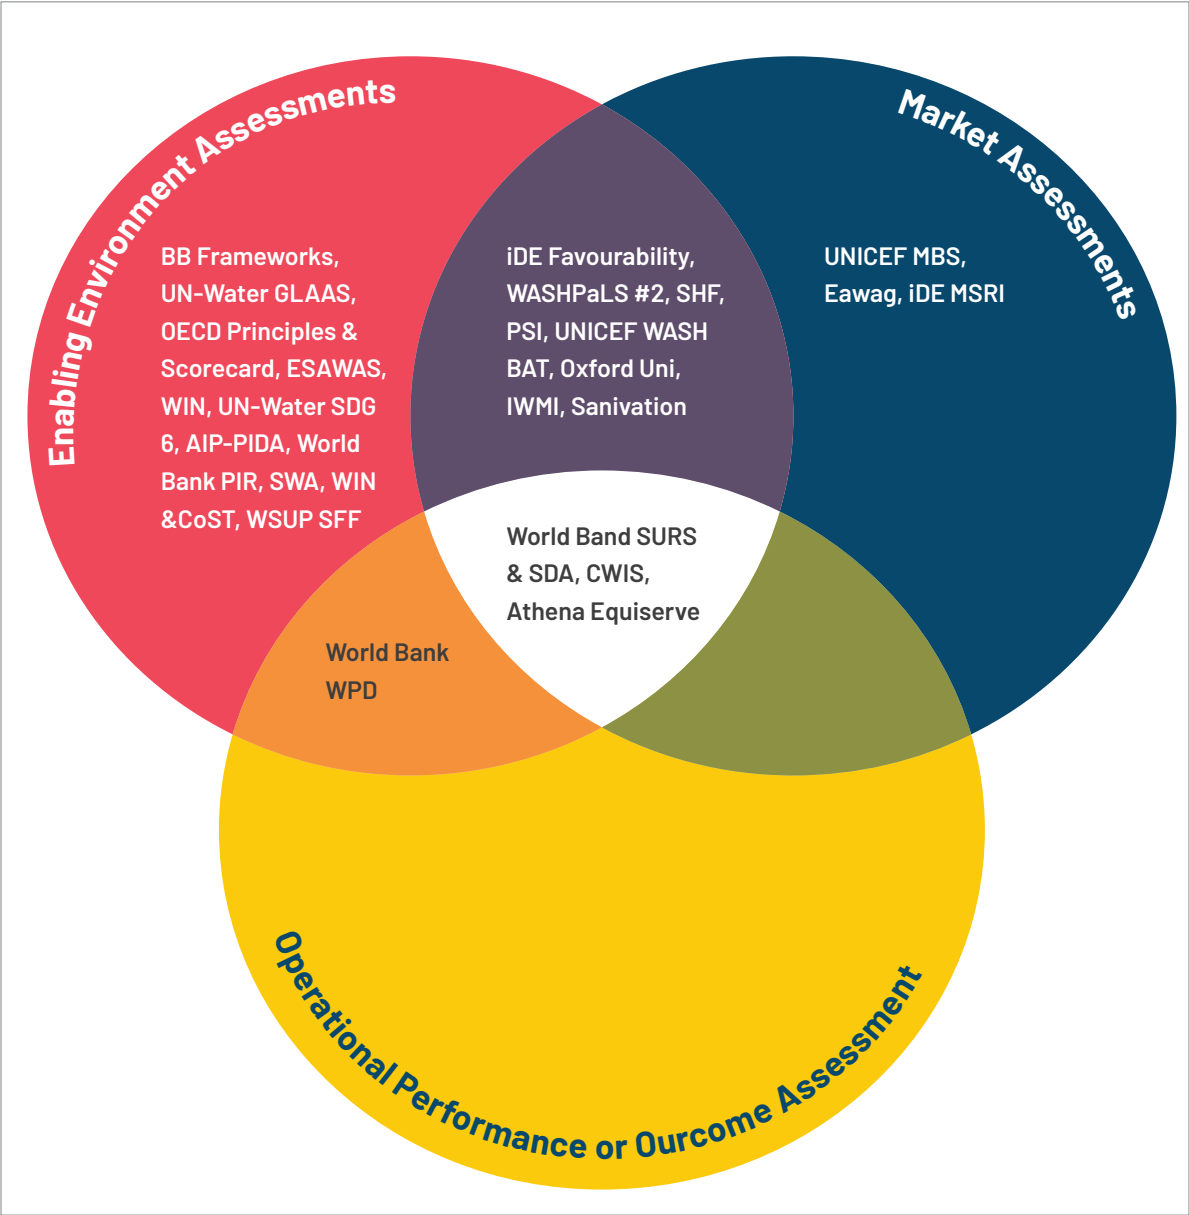 Enabling Environment Assessments
Market Assessments
BB Frameworks,
UN-Water GLAAS,
OECD Principles &
Scorecard, ESAWAS,
WIN, UN-Water SDG
6, AIP-PIDA, World
Bank PIR, SWA, WIN
&CoST, WSUP SFF
iDE Favourability,
WASHPaLS #2, SHF,
PSI, UNICEF WASH
BAT, Oxford Uni,
IWMI, Sanivation
UNICEF MBS,
Eawag, iDE MSRI
World Band SURS
& SDA, CWIS,
Athena Equiserve
World Bank
WPD
Operational Performance or Ourcome Assessment